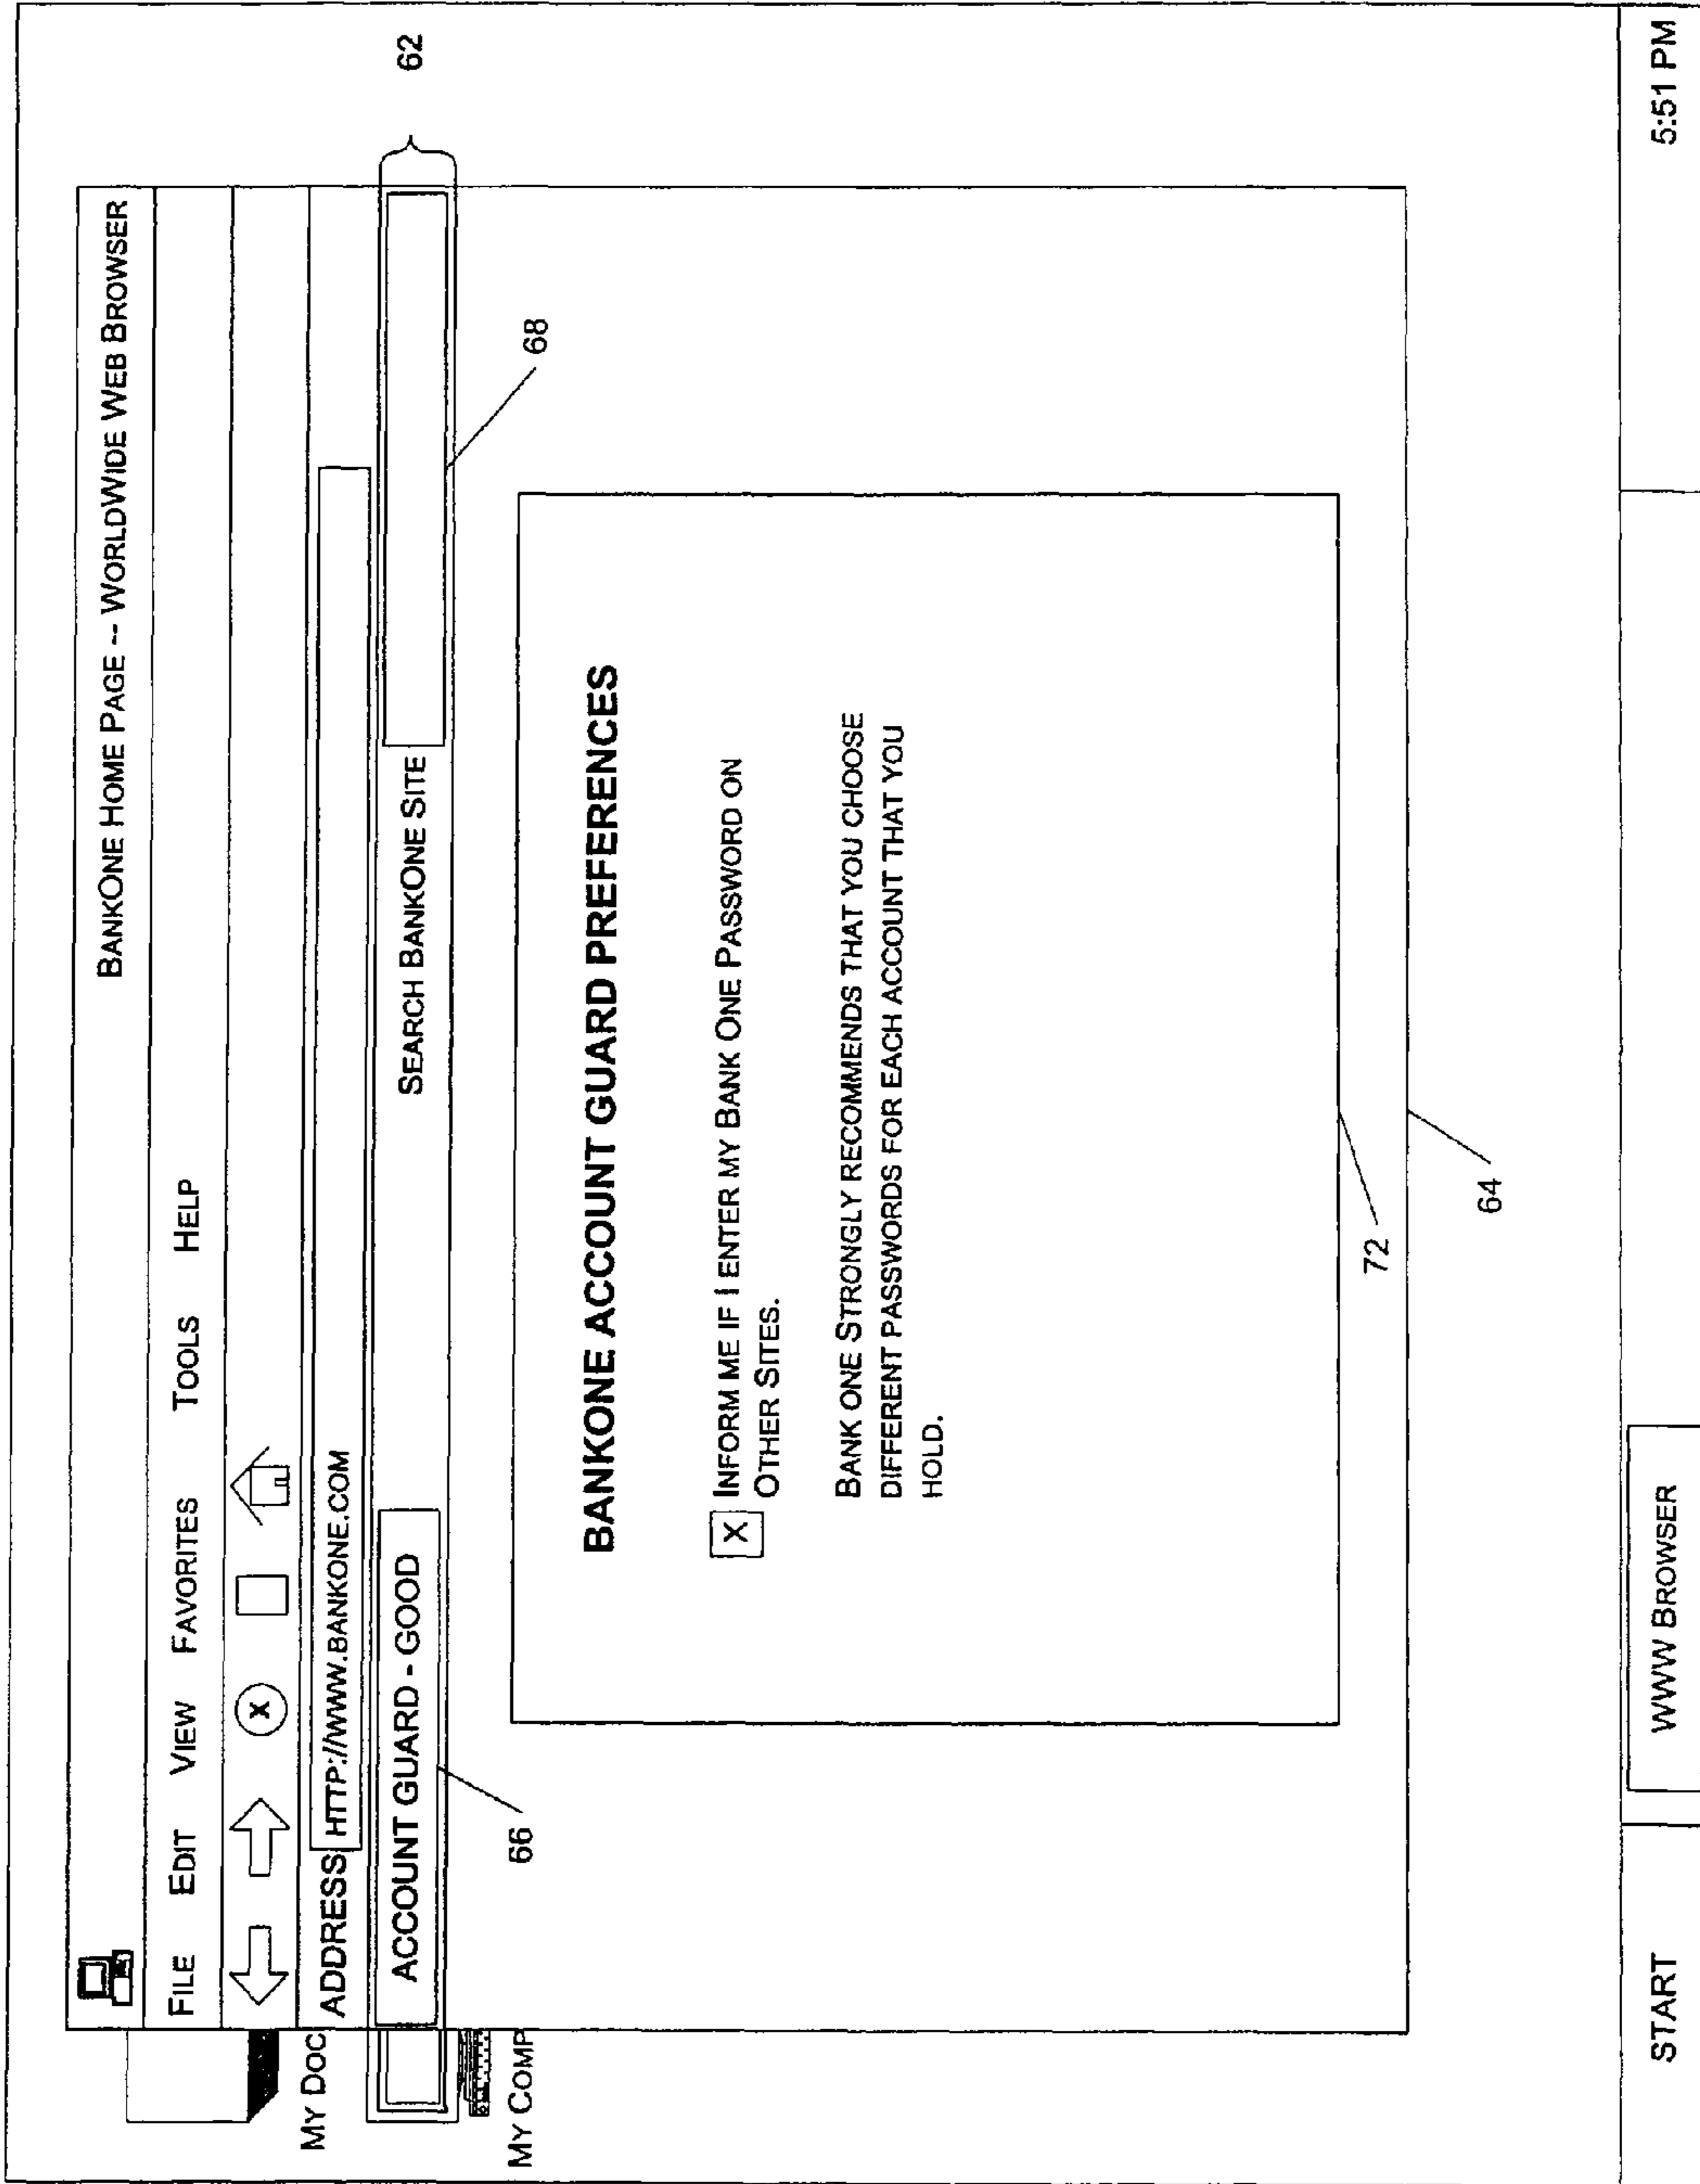 BANKONE HOME PAGE -- WORLDWIDE WEB BROWSER
FILE EDIT VIEW FAVORITES TOOLS HELP
X
MY DOC
ADDRESS HTTP://WWW.BANKONE.COM
ACCOUNT GUARD - GOOD
SEARCH BANKONE SITE
62
MY COMP
66
68
BANKONE ACCOUNT GUARD PREFERENCES
X INFORM ME IF I ENTER MY BANK ONE PASSWORD ON
OTHER SITES.
BANK ONE STRONGLY RECOMMENDS THAT YOU CHOOSE
DIFFERENT PASSWORDS FOR EACH ACCOUNT THAT YOU
HOLD.
72
64
START
WWW BROWSER
5:51 PM